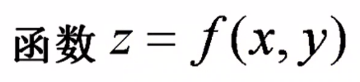 函数 z = f(x, y)